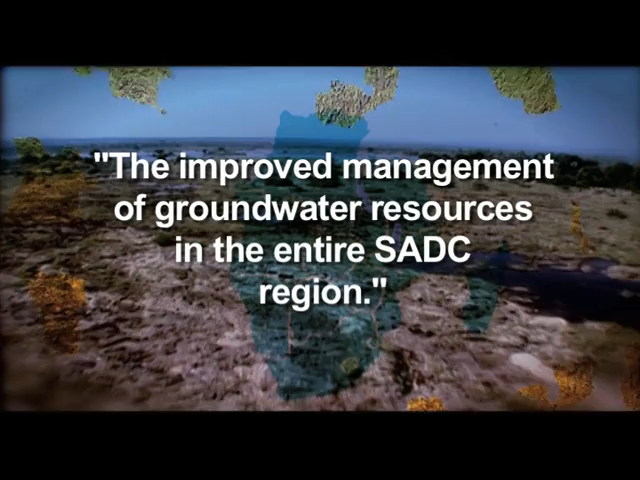 "The improved management
of groundwater resources
in the entire SADC
region."